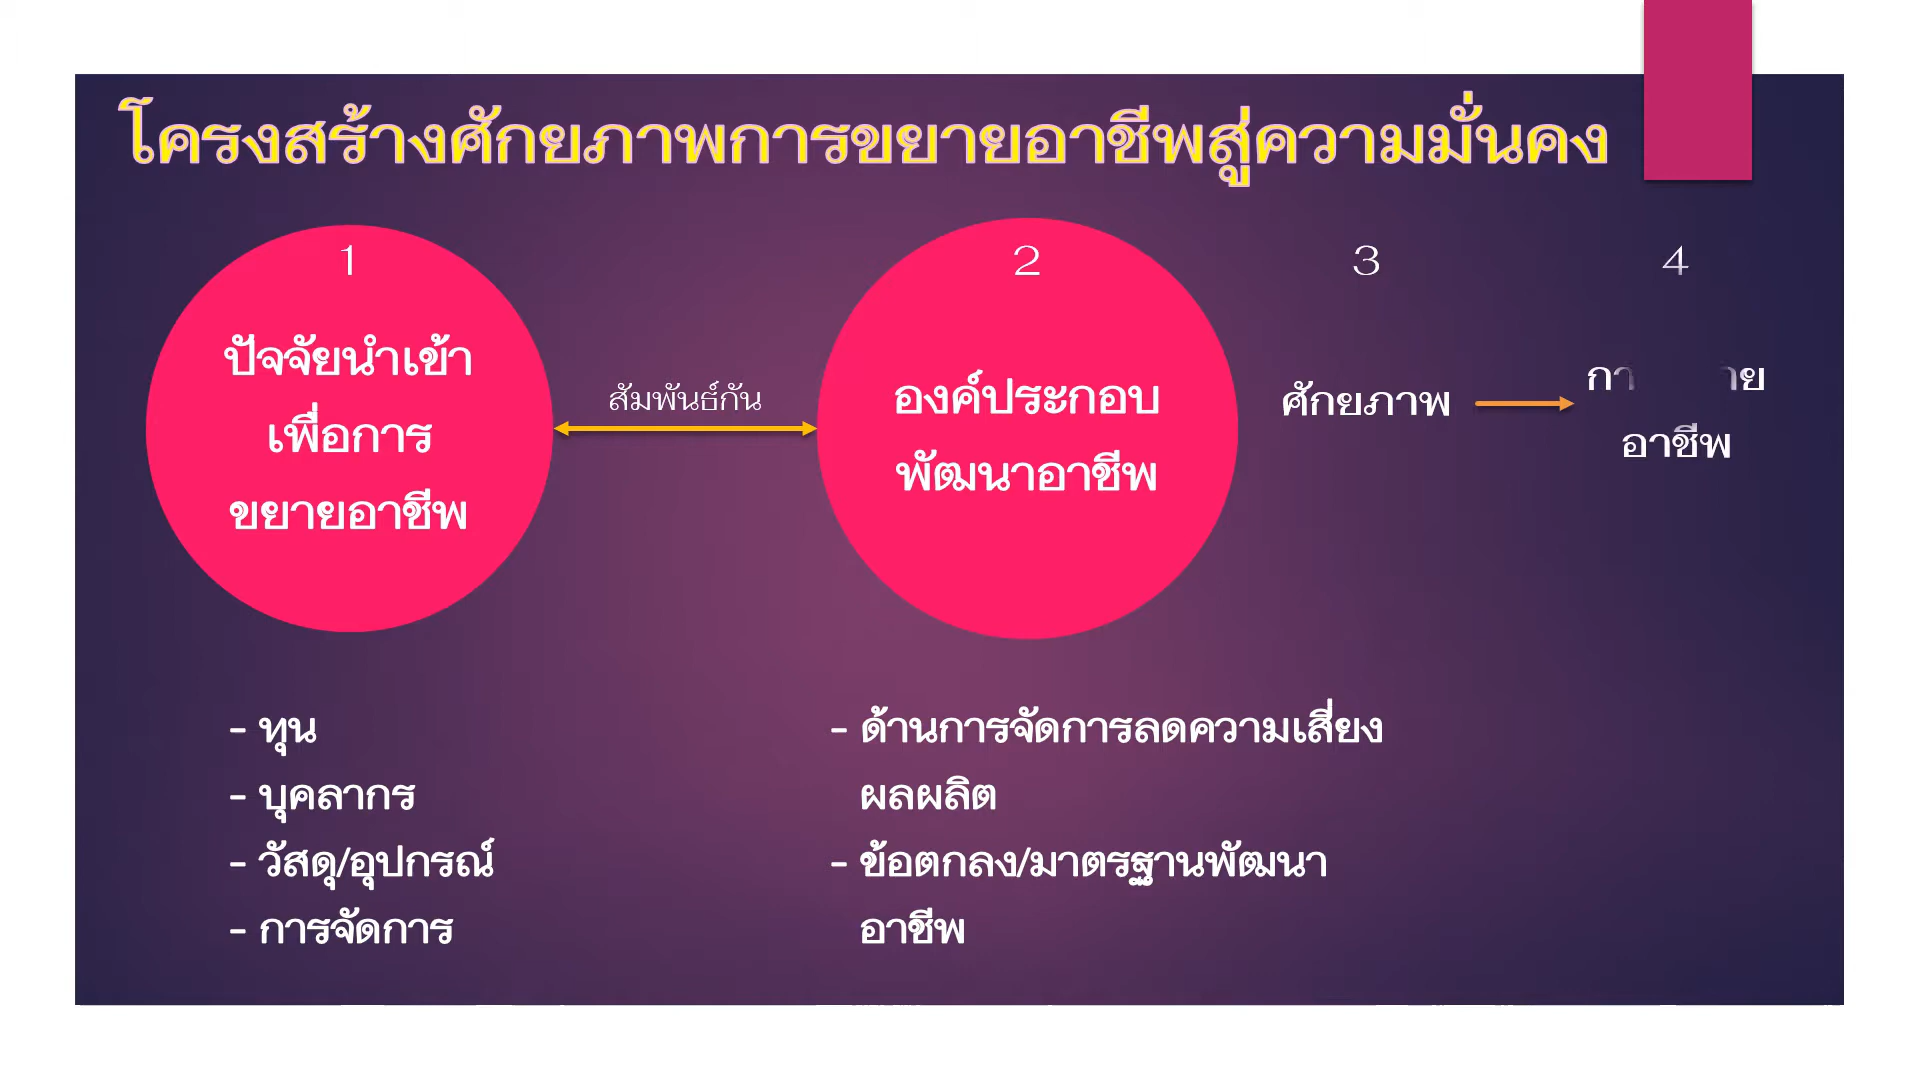 โครงสร้างศักยภาพการขยายอาชีพสู่ความมั่นคง
1
ปัจจัยนำเข้า
เพื่อการ
ขยายอาชีพ
สัมพันธ์กัน
2
องค์ประกอบ
พัฒนาอาชีพ
3
ศักยภาพ
4
อาชีพ
- ทุน
- บุคลากร
- วัสดุ/อุปกรณ์
- การจัดการ
- ด้านการจัดการลดความเสี่ยง
ผลผลิต
- ข้อตกลง/มาตรฐานพัฒนา
อาชีพ